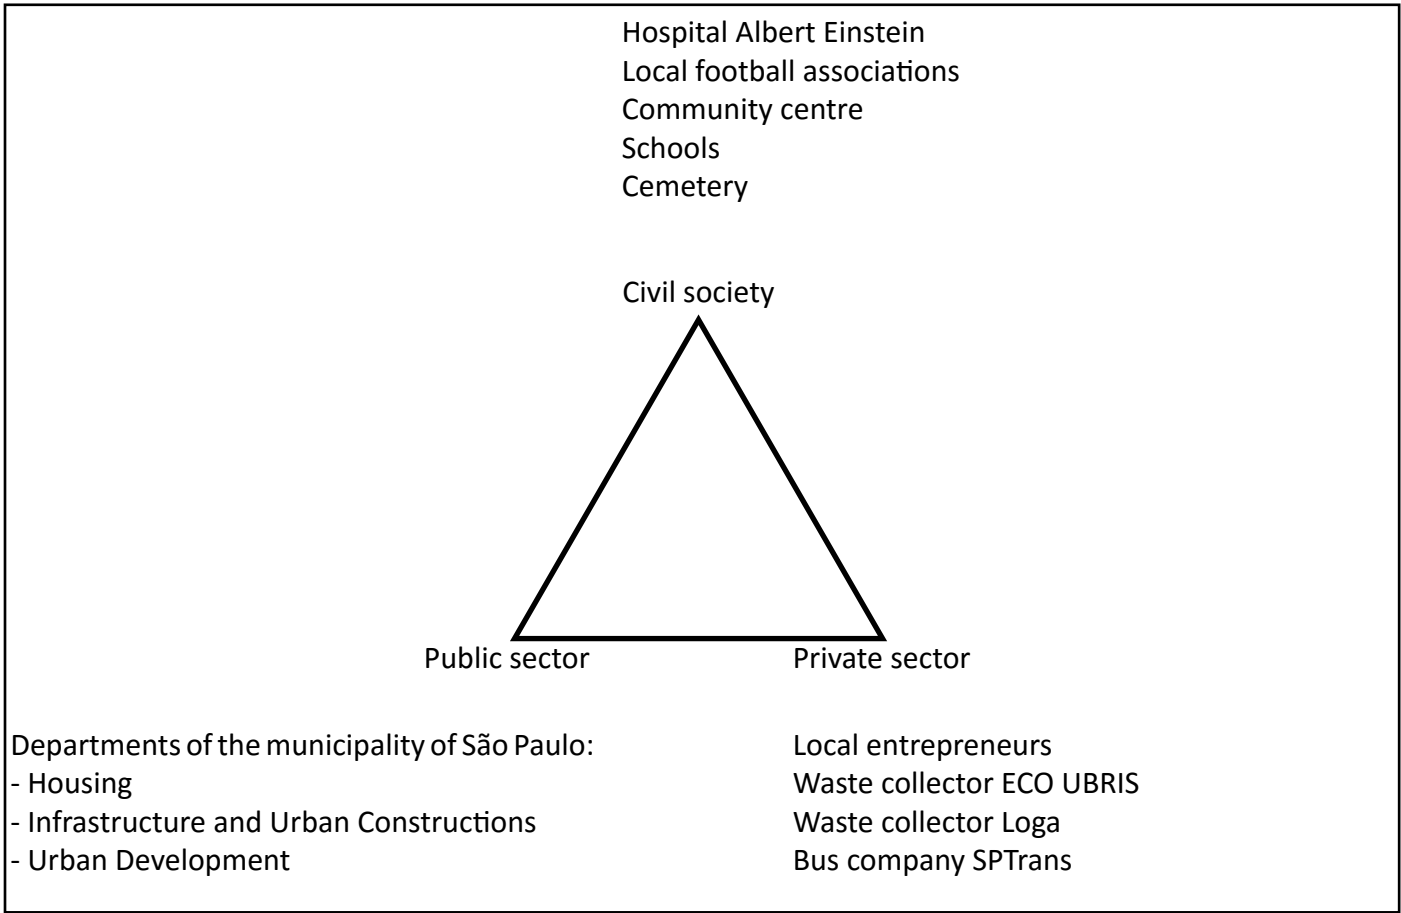 Hospital Albert Einstein
Local football associations
Community centre
Schools
Cemetery
Civil society
Public sector
Private sector
Departments of the municipality of São Paulo:
- Housing
- Infrastructure and Urban Constructions
- Urban Development
Local entrepreneurs
Waste collector ECO UBRIS
Waste collector Loga
Bus company SPTrans